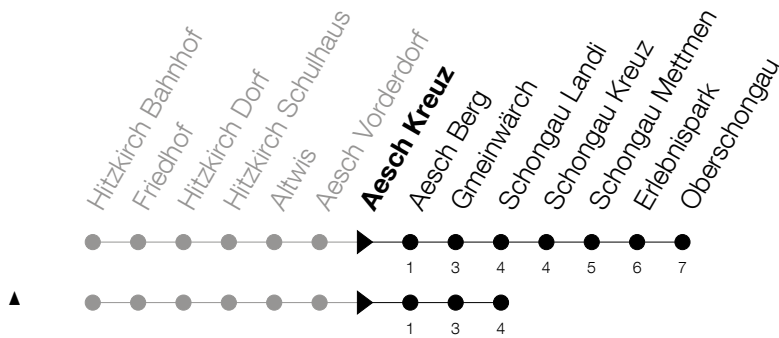 Hitzkirch Bahnhof
Friedhof
Hitzkirch Dorf
Hitzkirch Schulhaus
Altwis
Aesch Vorderdorf
Aesch Kreuz
Aesch Berg
Gmeinwärch
Schongau Landi
Schongau Kreuz
Schongau Mettmen
Erlebnispark
Oberschongau
1 3 4 4 5 6 7
1 3 4